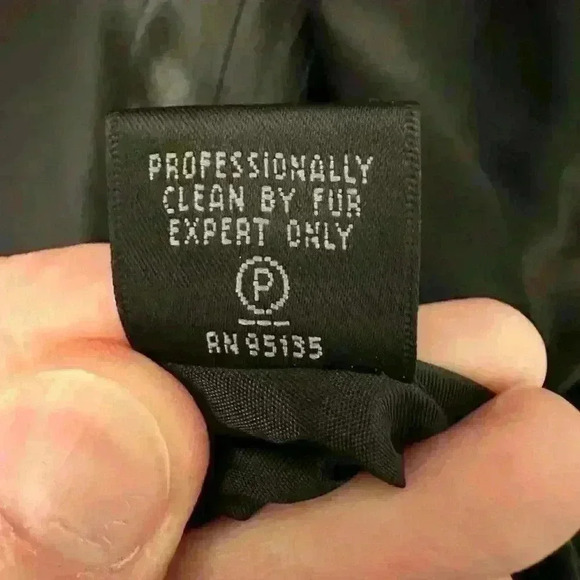 PROFESSIONALLY
CLEAN BY FUR
EXPERT ONLY
P
RN 95135